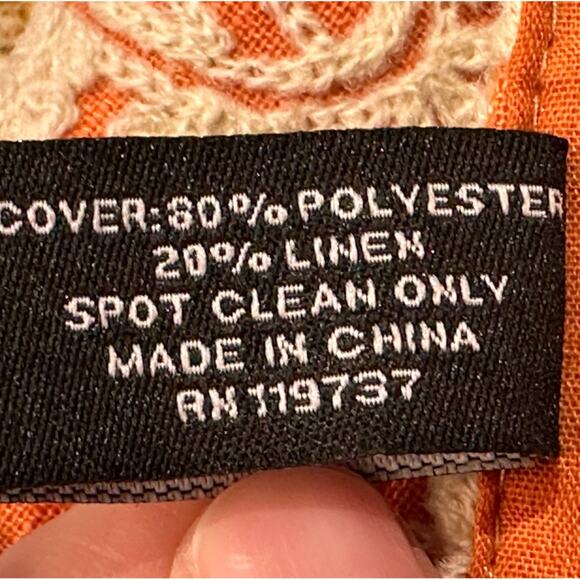 COVER: 80% POLYESTER
20% LINEN
SPOT CLEAN ONLY
MADE IN CHINA
RN 119737